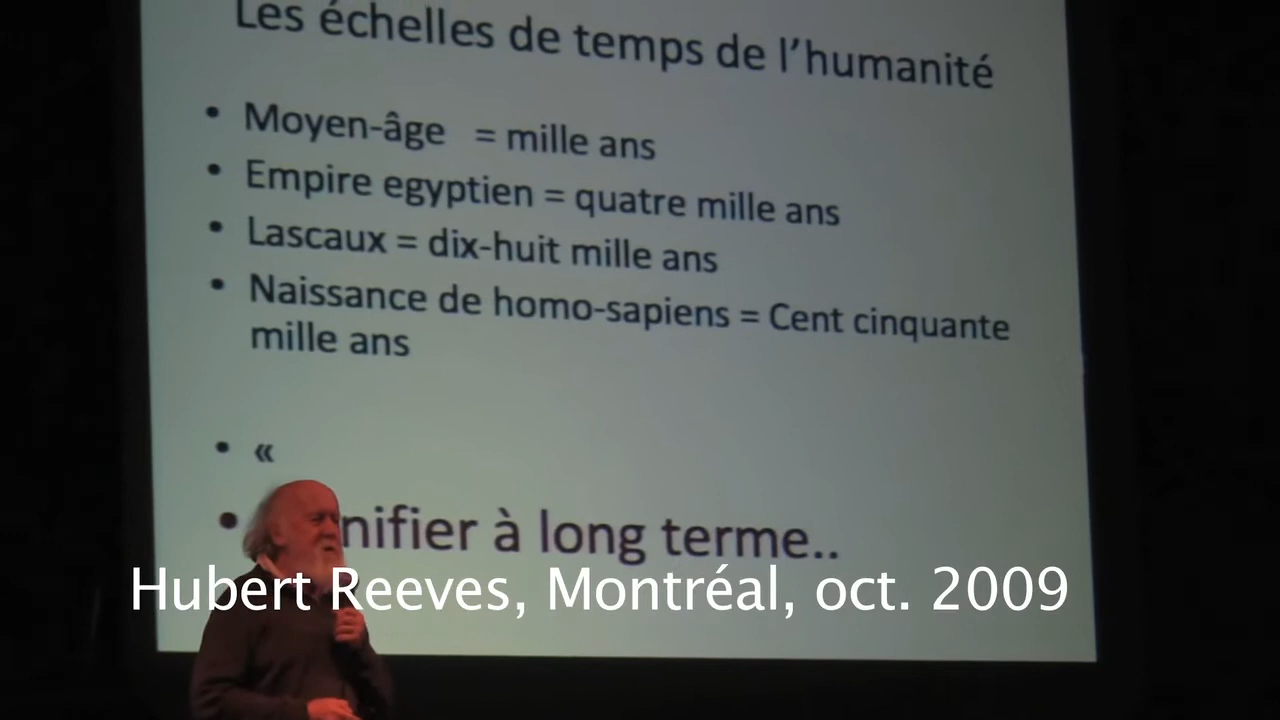 Les échelles de temps de l'humanité
• Moyen-âge = mille ans
• Empire egyptien = quatre mille ans
• Lascaux = dix-huit mille ans
• Naissance de homo-sapiens = Cent cinquante
mille ans
• «
• nifier à long terme..
Hubert Reeves, Montréal, oct. 2009